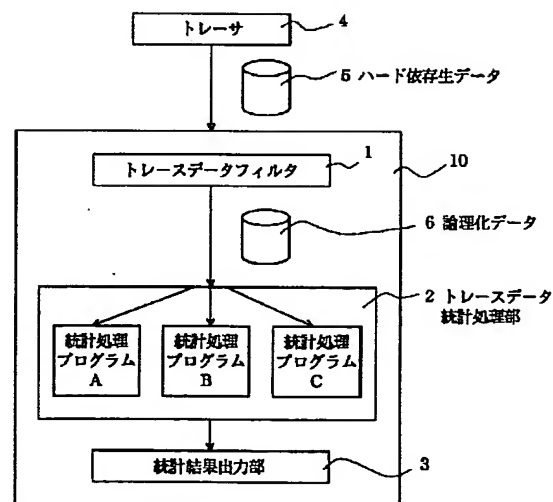 トレーサ
4
5 ハード依存生データ
トレースデータフィルタ
1
10
6 論理化データ
2 トレースデータ
統計処理部
統計処理
プログラム
A
統計処理
プログラム
B
統計処理
プログラム
C
統計結果出力部
3